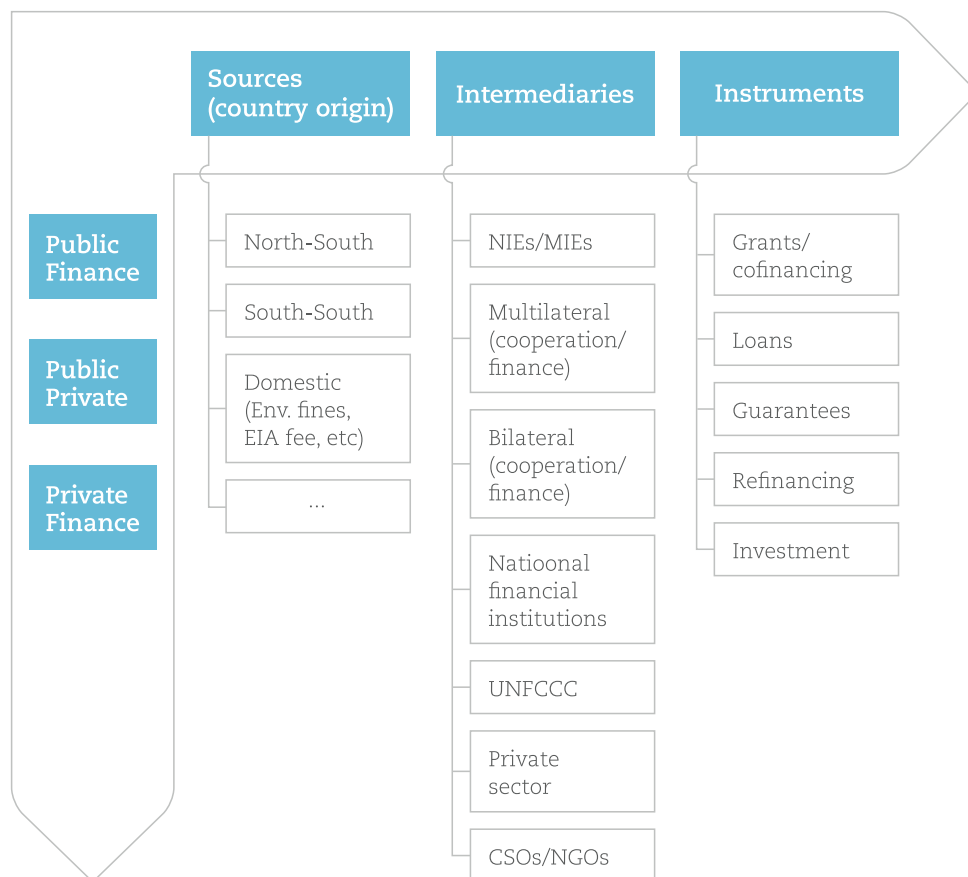 Sources
(country origin)
Intermediaries
Instruments
Public
Finance
Public
Private
Private
Finance
North-South
South-South
Domestic
(Env. fines,
EIA fee, etc)
...
NIEs/MIEs
Multilateral
(cooperation/
finance)
Bilateral
(cooperation/
finance)
Natioonal
financial
institutions
UNFCCC
Private
sector
CSOs/NGOs
Grants/
cofinancing
Loans
Guarantees
Refinancing
Investment